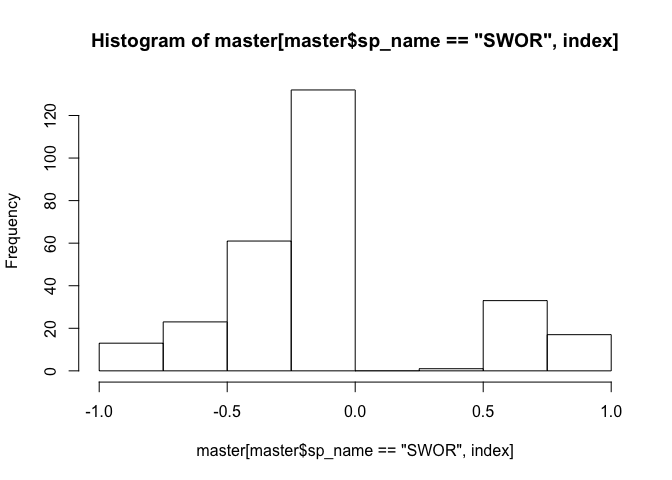 Histogram of master[master$sp_name == "SWOR", index]
Frequency
120
100
80
60
40
20
0
-1.0 -0.5 0.0 0.5 1.0
master[master$sp_name == "SWOR", index]